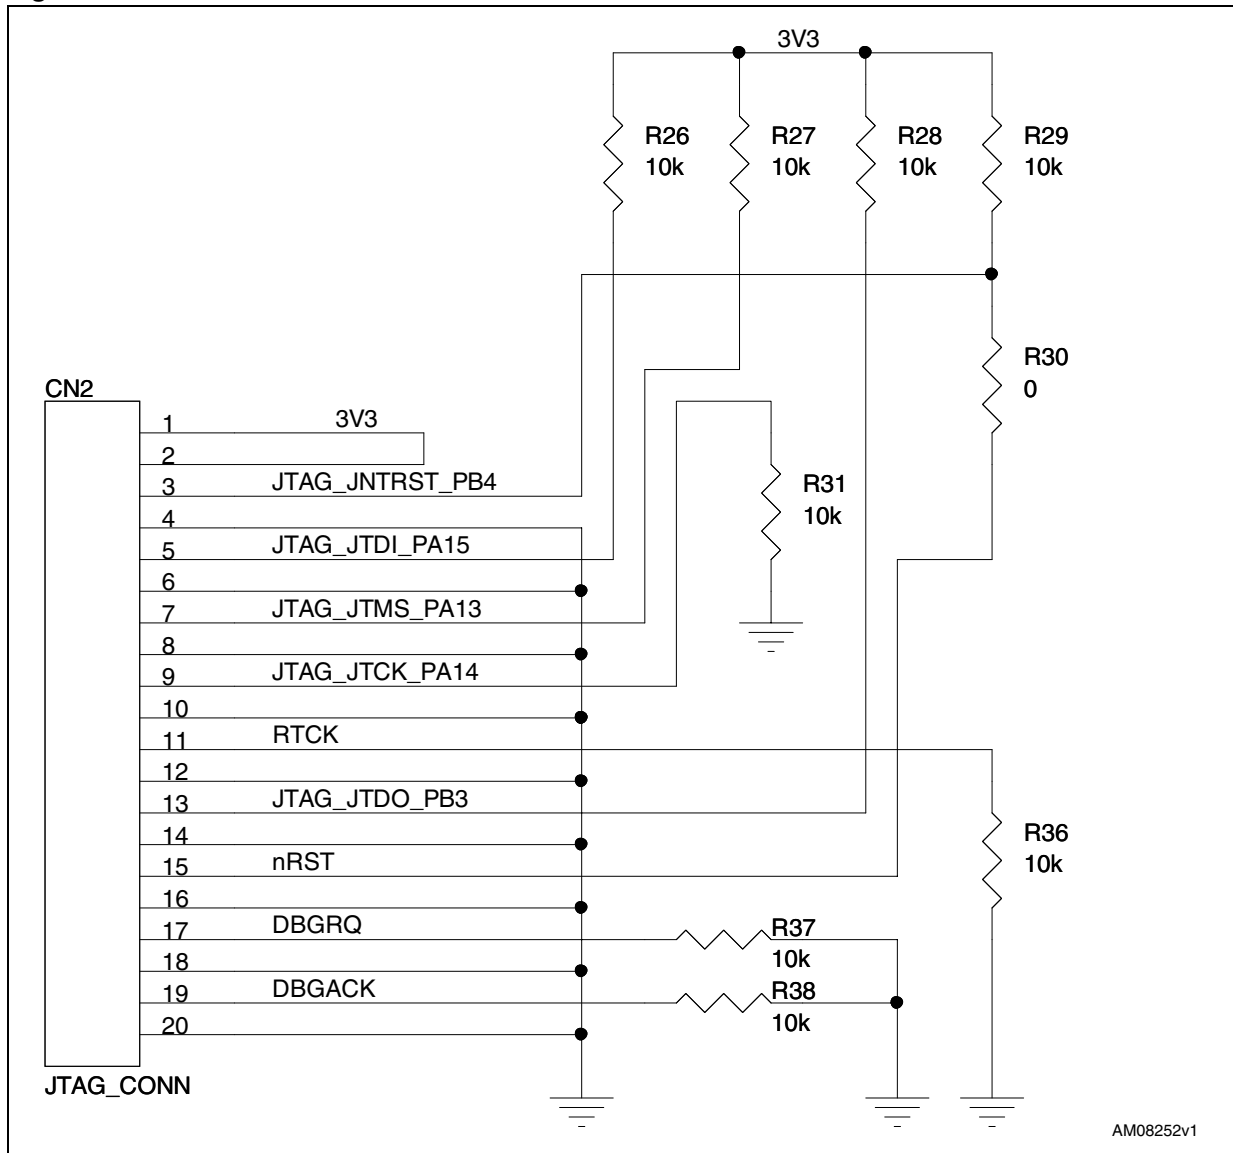 3V3
R26
10k
R27
10k
R28
10k
R29
10k
R30
0
CN2
1
3V3
2
3
JTAG_JNTRST_PB4
R31
10k
4
5
JTAG_JTDI_PA15
6
7
JTAG_JTMS_PA13
8
9
JTAG_JTCK_PA14
10
11
RTCK
12
13
JTAG_JTDO_PB3
14
15
nRST
R36
10k
16
17
DBGRQ
R37
10k
18
19
DBGACK
R38
10k
20
JTAG_CONN
AM08252v1